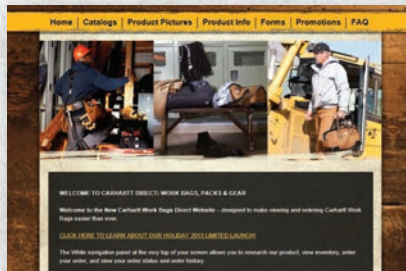 Home | Catalogs | Product Pictures | Product Info | Forms | Promotions | FAQ
WELCOME TO CARHARTT DIRECT: WORK BAGS, PACKS & GEAR
Welcome to the New Carhartt Work Bags Direct Website – designed to make viewing and ordering Carhartt Work
Bags easier than ever.
CLICK HERE TO LEARN ABOUT OUR HOLIDAY 2013 LIMITED LAUNCH!
The White navigation panel at the very top of your screen allows you to research our product, view inventory, enter
your order, and view your order status and order history.